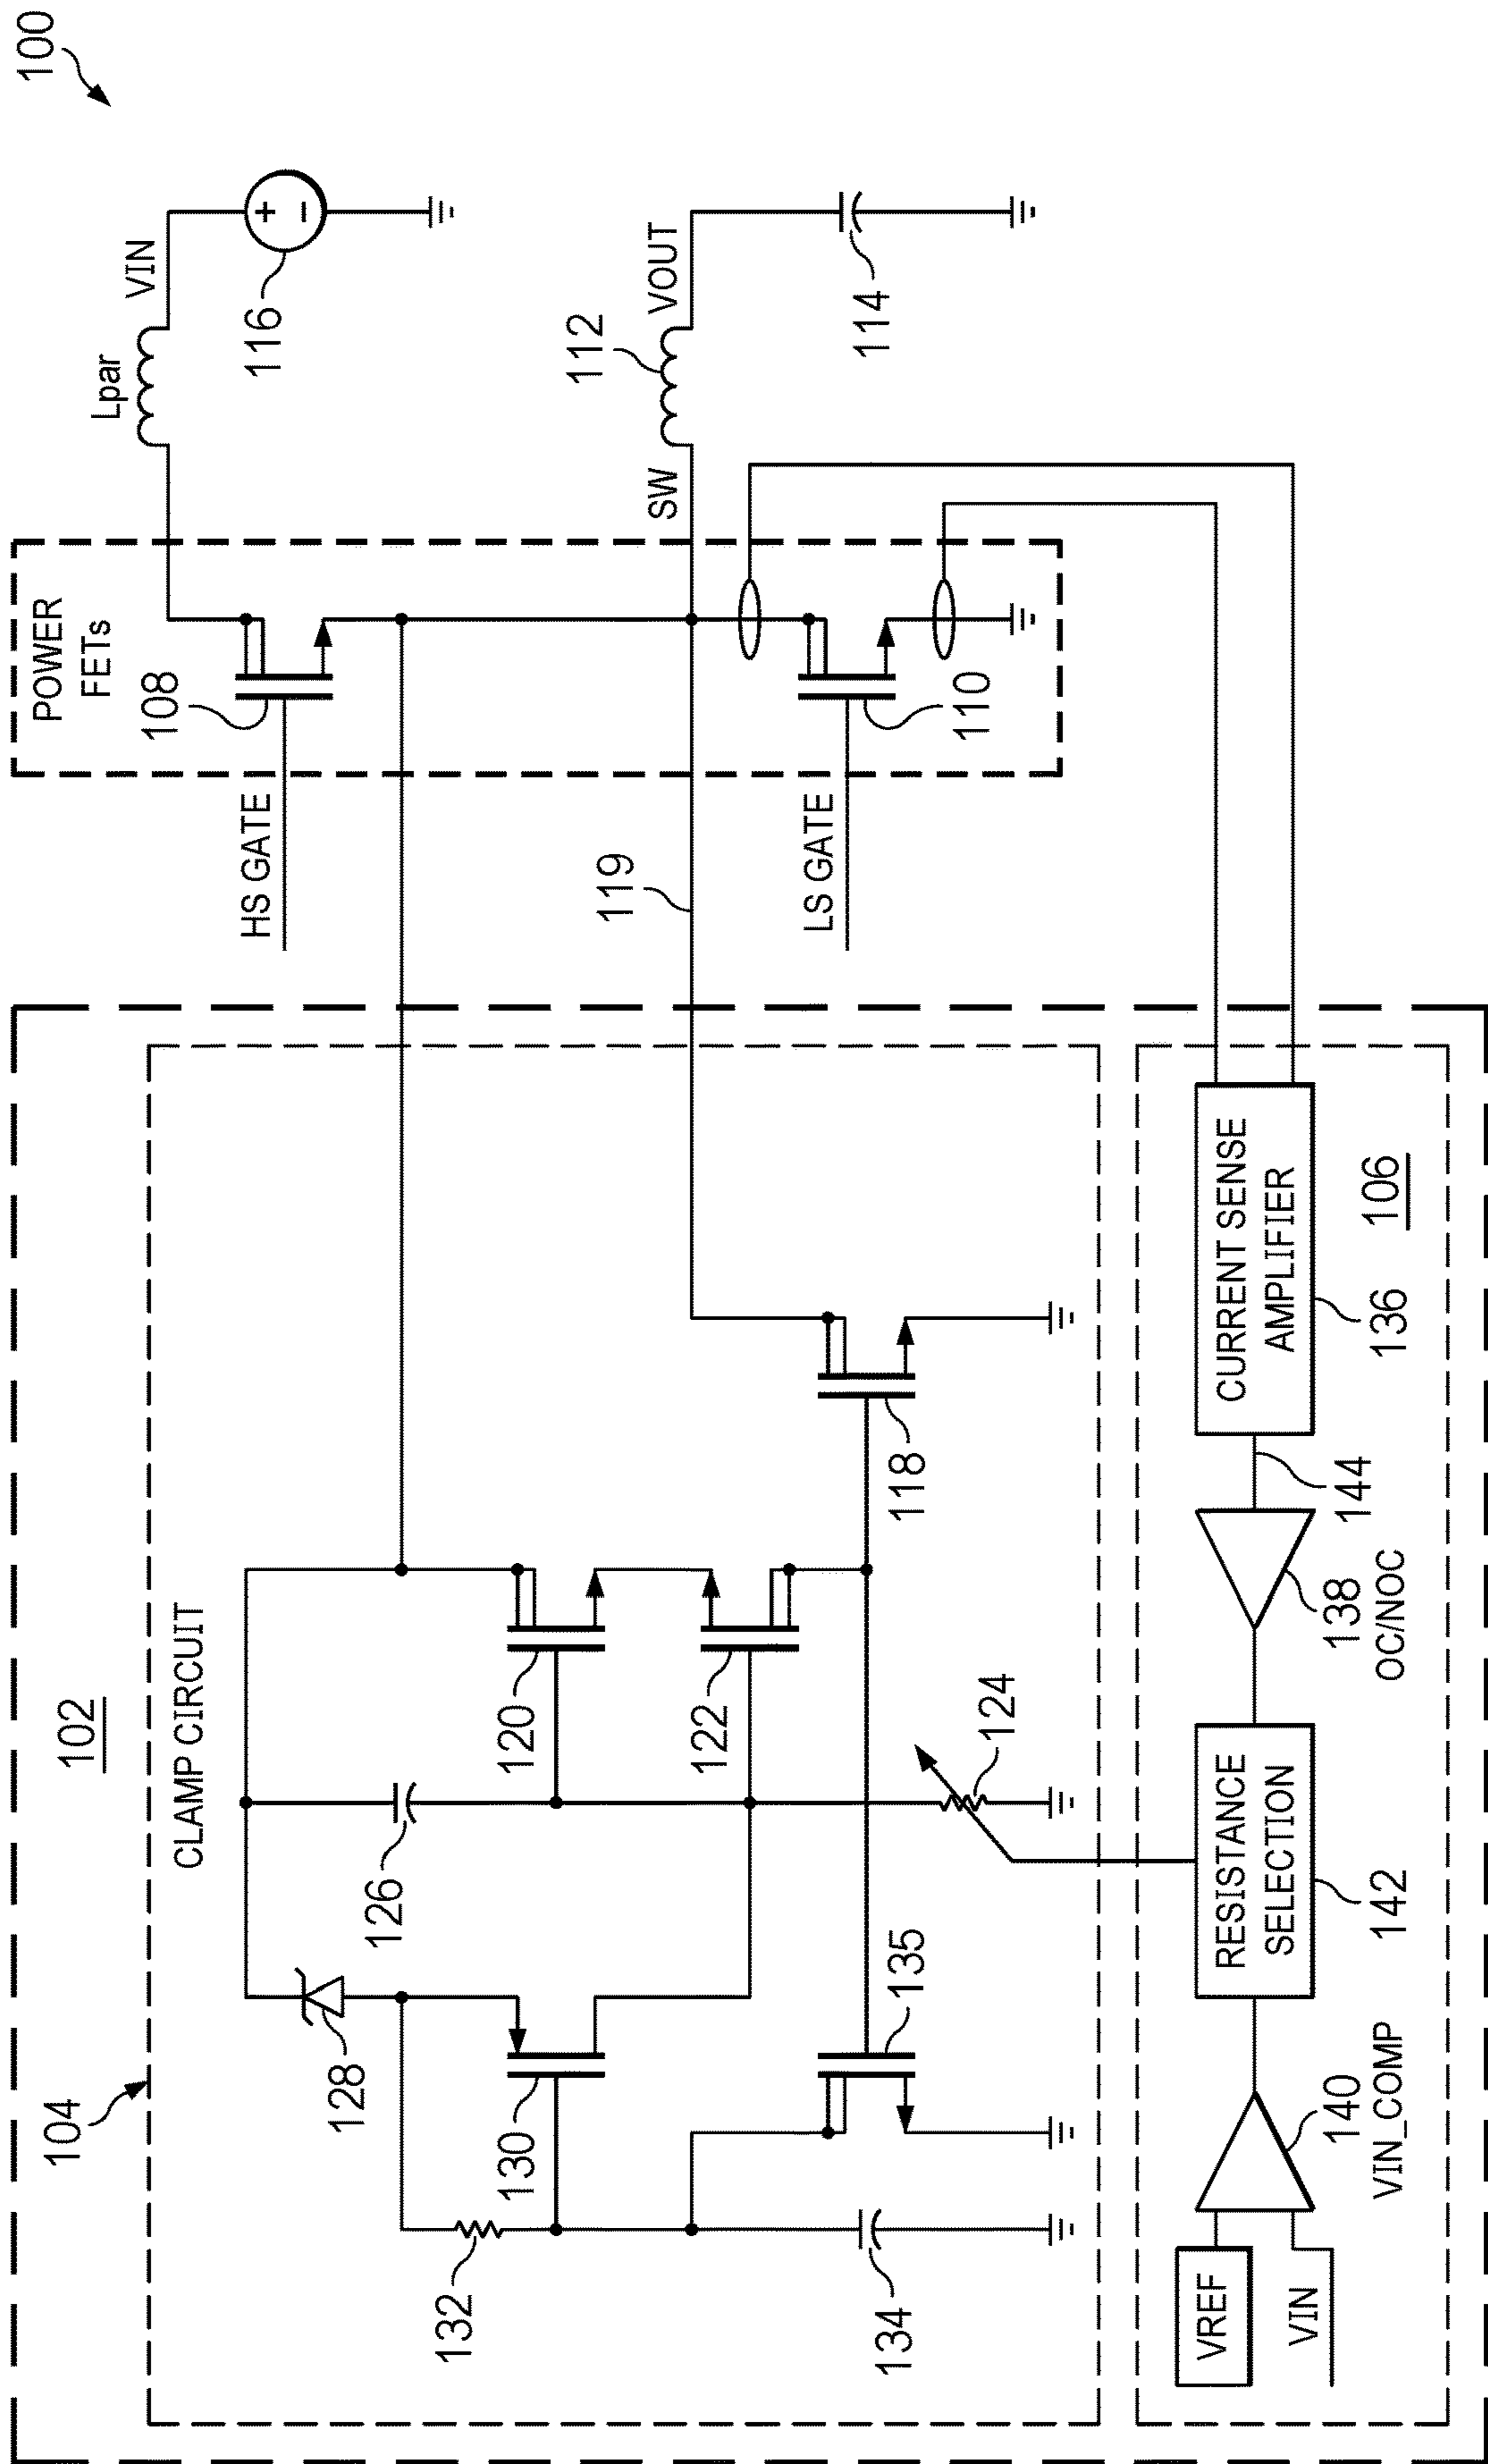 100
102
104
CLAMP CIRCUIT
POWER
FETs
108
HS GATE
Lpar
VIN
+
−
116
128
126
120
130
132
122
119
SW
112
VOUT
114
LS GATE
110
124
118
135
134
VREF
VIN
140
VIN_COMP
RESISTANCE
SELECTION
142
138
OC/NOC
144
CURRENT SENSE
AMPLIFIER
136
106